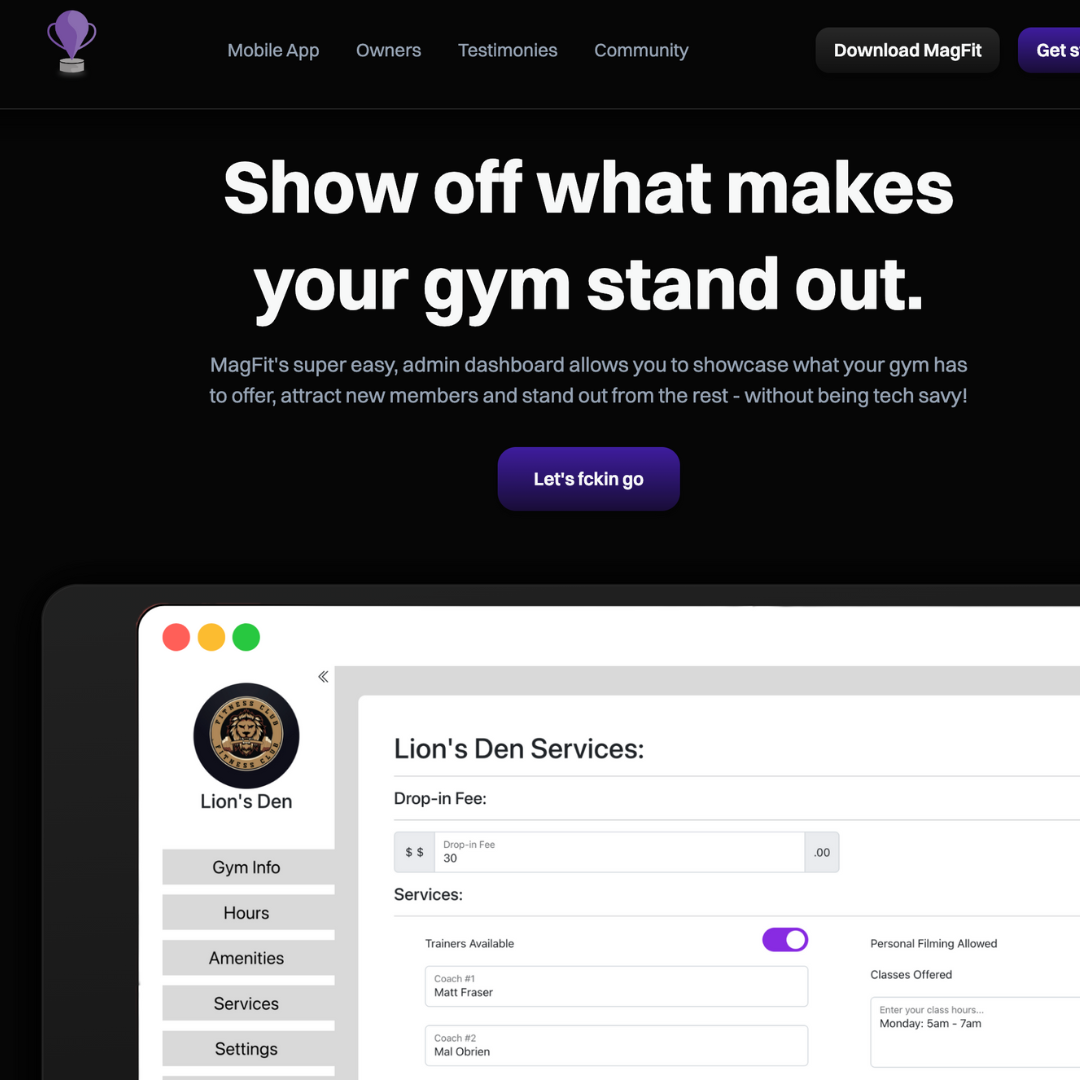 Mobile App
Owners
Testimonies
Community
Download MagFit
Get s
Show off what makes
your gym stand out.
MagFit's super easy, admin dashboard allows you to showcase what your gym has
to offer, attract new members and stand out from the rest - without being tech savy!
Let's fckin go
FITNESS CLUB
FITNESS CLUB
Lion's Den
Gym Info
Hours
Amenities
Services
Settings
Lion's Den Services:
Drop-in Fee:
$ $
Drop-in Fee
30
.00
Services:
Trainers Available
Coach #1
Matt Fraser
Coach #2
Mal Obrien
Personal Filming Allowed
Classes Offered
Enter your class hours...
Monday: 5am - 7am